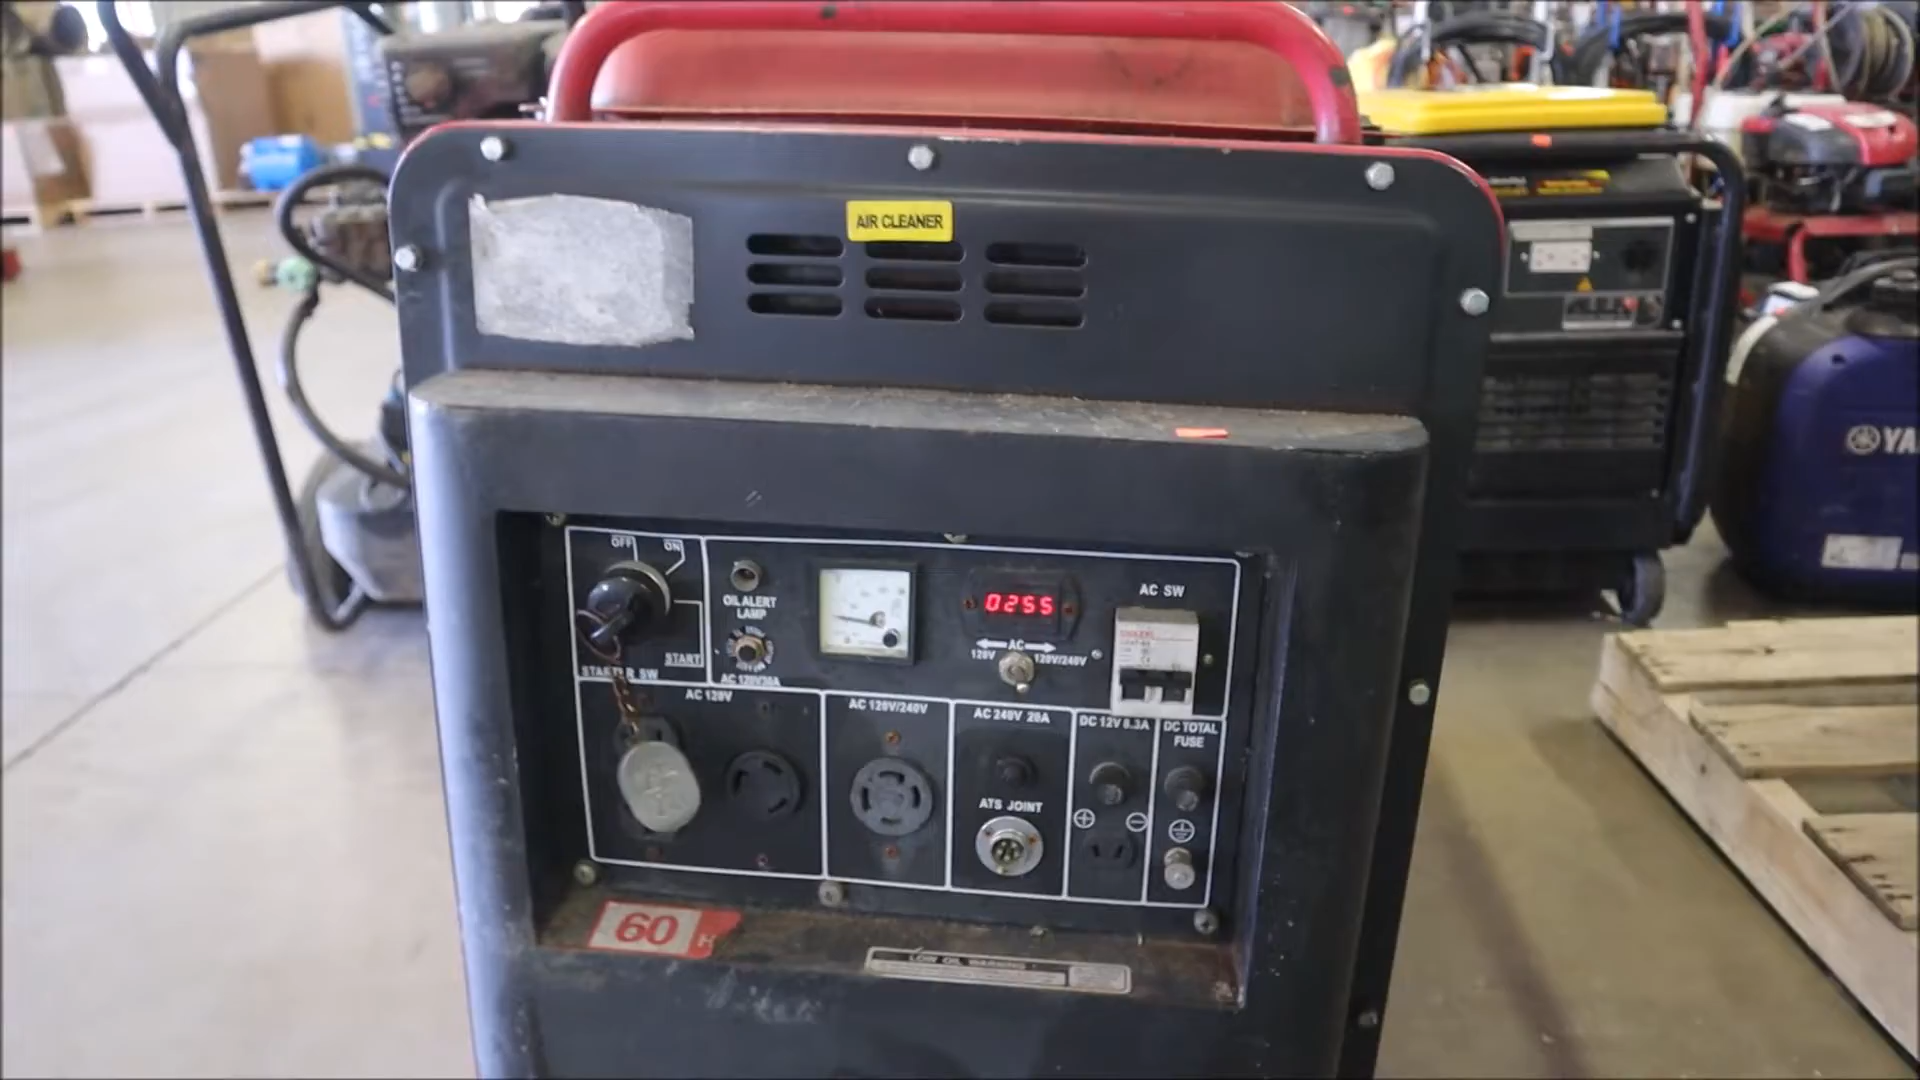 AIR CLEANER
OFF
ON
START
STARTER SW
OIL ALERT
LAMP
AC 120V30A
0255
AC
120V
120V/240V
AC SW
AC 120V
AC 120V/240V
AC 240V 20A
ATS JOINT
DC 12V 8.3A
DC TOTAL
FUSE
60 H
LOW OIL WARNING
YA